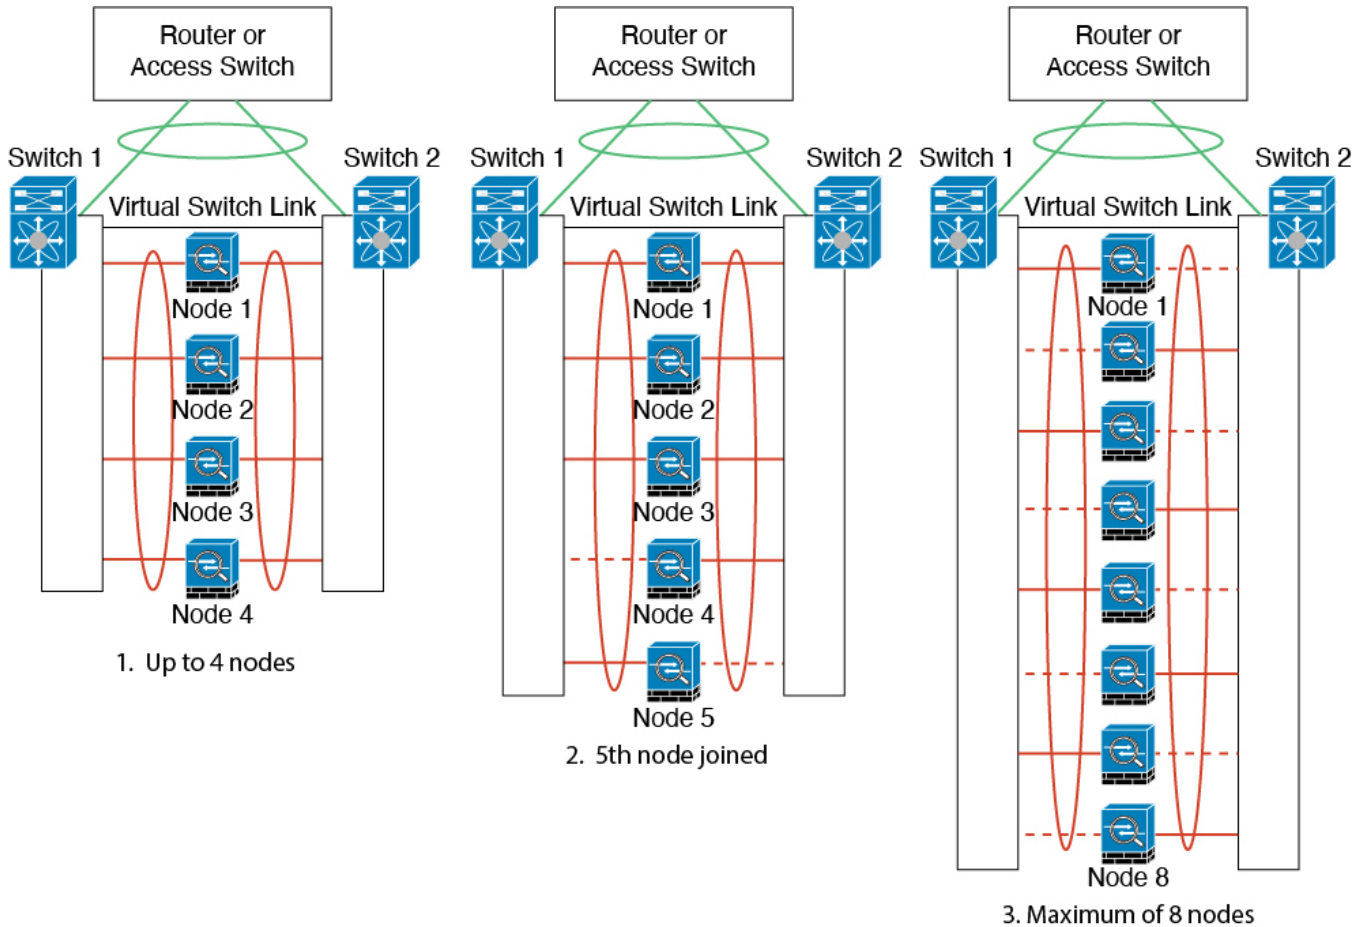 Router or
Access Switch
Switch 1
Switch 2
Virtual Switch Link
Node 1
Node 2
Node 3
Node 4
1. Up to 4 nodes
Router or
Access Switch
Switch 1
Switch 2
Virtual Switch Link
Node 1
Node 2
Node 3
Node 4
Node 5
2. 5th node joined
Router or
Access Switch
Switch 1
Switch 2
Virtual Switch Link
Node 1
Node 8
3. Maximum of 8 nodes